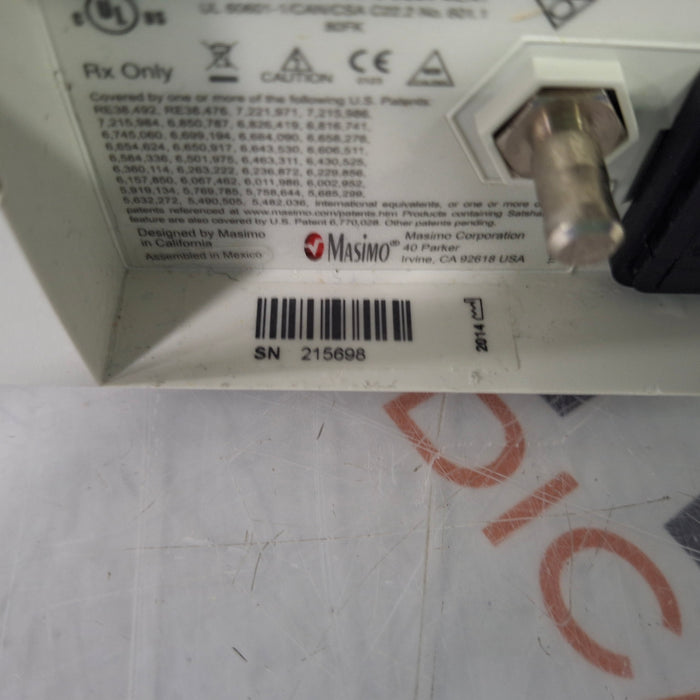 UL US
UL 60601-1/CAN/CSA C22.2 No. 601.1
80FK
Rx Only
CAUTION
CE
0123
Covered by one or more of the following U.S. Patents:
RE38,492, RE38,476, 7,221,971, 7,215,986,
7,215,984, 6,850,787, 6,826,419, 6,816,741,
6,745,060, 6,699,194, 6,684,090, 6,658,276,
6,654,624, 6,650,917, 6,643,530, 6,606,511,
6,584,336, 6,501,975, 6,463,311, 6,430,525,
6,360,114, 6,263,222, 6,236,872, 6,229,856,
6,157,850, 6,067,462, 6,011,986, 6,002,952,
5,919,134, 5,769,785, 5,758,644, 5,685,299,
5,632,272, 5,490,505, 5,482,036, international equivalents, or one or more
patents referenced at www.masimo.com/patents.htm Products containing
feature are also covered by U.S. Patent 6,770,028. Other patents pending.
Designed by Masimo
in California
Assembled in Mexico
MASIMO®
Masimo Corporation
40 Parker
Irvine, CA 92618 USA
SN 215698
2014
DIC